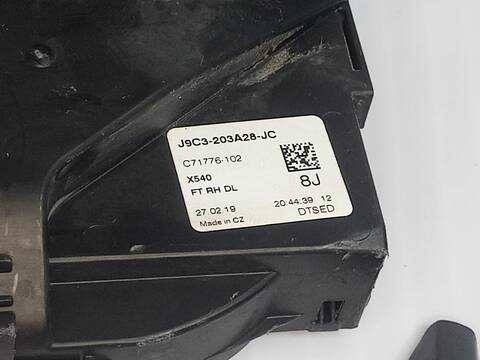 J9C3-203A28-JC
C71776-102
X540
FT RH DL
8J
27.02.19
20:44:39 12
Made in CZ
DTSED